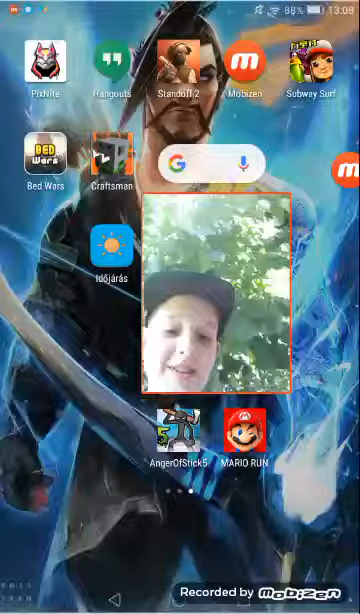 88% 13:08
PixNite Hangouts Standoff 2 Mobizen Subway Surf
BED WARS
Bed Wars Craftsman
Időjárás
5
AngerOfStick5 MARIO RUN
Recorded by MOBIZEN